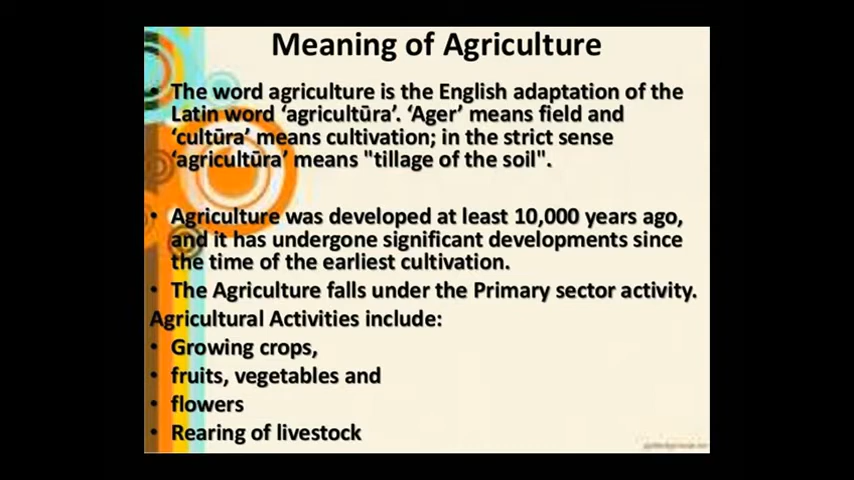 Meaning of Agriculture
• The word agriculture is the English adaptation of the
Latin word ‘agricultūra’. ‘Ager’ means field and
‘cultūra’ means cultivation; in the strict sense
‘agricultūra’ means "tillage of the soil".
• Agriculture was developed at least 10,000 years ago,
and it has undergone significant developments since
the time of the earliest cultivation.
• The Agriculture falls under the Primary sector activity.
Agricultural Activities include:
• Growing crops,
• fruits, vegetables and
• flowers
• Rearing of livestock